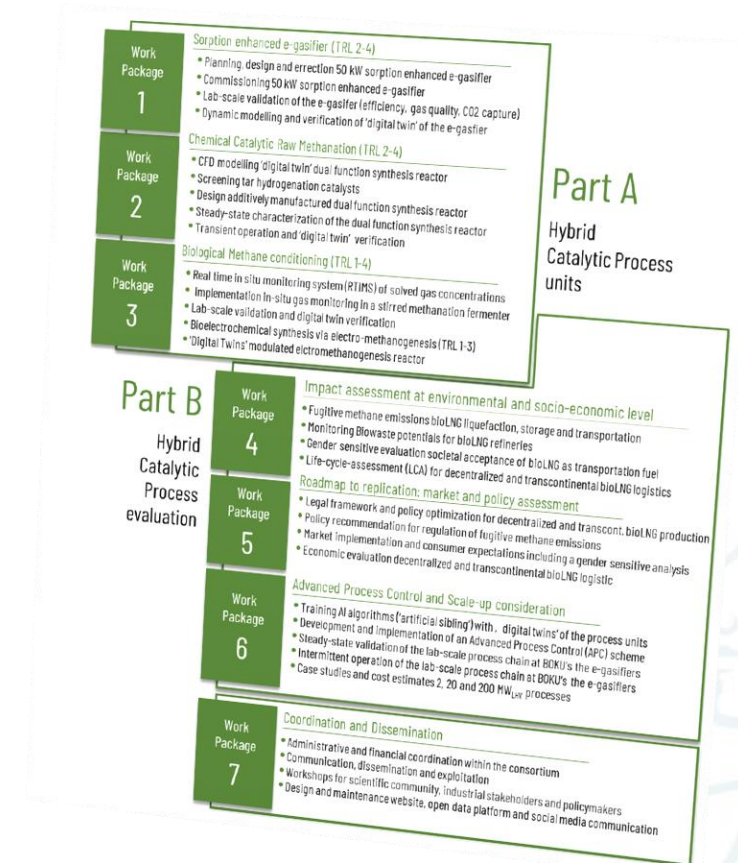 Work
Package
1
Sorption enhanced e-gasifier (TRL 2-4)
• Planning, design and errection 50 kW sorption enhanced e-gasifier
• Commissioning 50 kW sorption enhanced e-gasifier
• Lab-scale validation of the e-gasifer (efficiency, gas quality, CO2 capture)
• Dynamic modelling and verification of 'digital twin' of the e-gasfier
Work
Package
2
Chemical Catalytic Raw Methanation (TRL 2-4)
• CFD modelling 'digital twin' dual function synthesis reactor
• Screening tar hydrogenation catalysts
• Design additively manufactured dual function synthesis reactor
• Steady-state characterization of the dual function synthesis reactor
• Transient operation and 'digital twin' verification
Work
Package
3
Biological Methane conditioning (TRL 1-4)
• Real time in situ monitoring system (RTiMS) of solved gas concentrations
• Implementation In-situ gas monitoring in a stirred methanation fermenter
• Lab-scale validation and digital twin verification
• Bioelectrochemical synthesis via electro-methanogenesis (TRL 1-3)
• 'Digital Twins' modulated elctromethanogenesis reactor
Part A
Hybrid
Catalytic Process
units
Part B
Hybrid
Catalytic
Process
evaluation
Work
Package
4
Impact assessment at environmental and socio-economic level
• Fugitive methane emissions bioLNG liquefaction, storage and transportation
• Monitoring Biowaste potentials for bioLNG refineries
• Gender sensitive evaluation societal acceptance of bioLNG as transportation fuel
• Life-cycle-assessment (LCA) for decentralized and transcontinental bioLNG logistics
Work
Package
5
Roadmap to replication: market and policy assessment
• Legal framework and policy optimization for decentralized and transcont. bioLNG production
• Policy recommendation for regulation of fugitive methane emissions
• Market implementation and consumer expectations including a gender sensitive analysis
• Economic evaluation decentralized and transcontinental bioLNG logistic
Work
Package
6
Advanced Process Control and Scale-up consideration
• Training AI algorithms ('artificial sibling') with , digital twins' of the process units
• Development and implementation of an Advanced Process Control (APC) scheme
• Steady-state validation of the lab-scale process chain at BOKU's the e-gasifiers
• Intermittent operation of the lab-scale process chain at BOKU's the e-gasifiers
• Case studies and cost estimates 2, 20 and 200 MWLHV processes
Work
Package
7
Coordination and Dissemination
• Administrative and financial coordination within the consortium
• Communication, dissemination and exploitation
• Workshops for scientific community, industrial stakeholders and policymakers
• Design and maintenance website, open data platform and social media communication